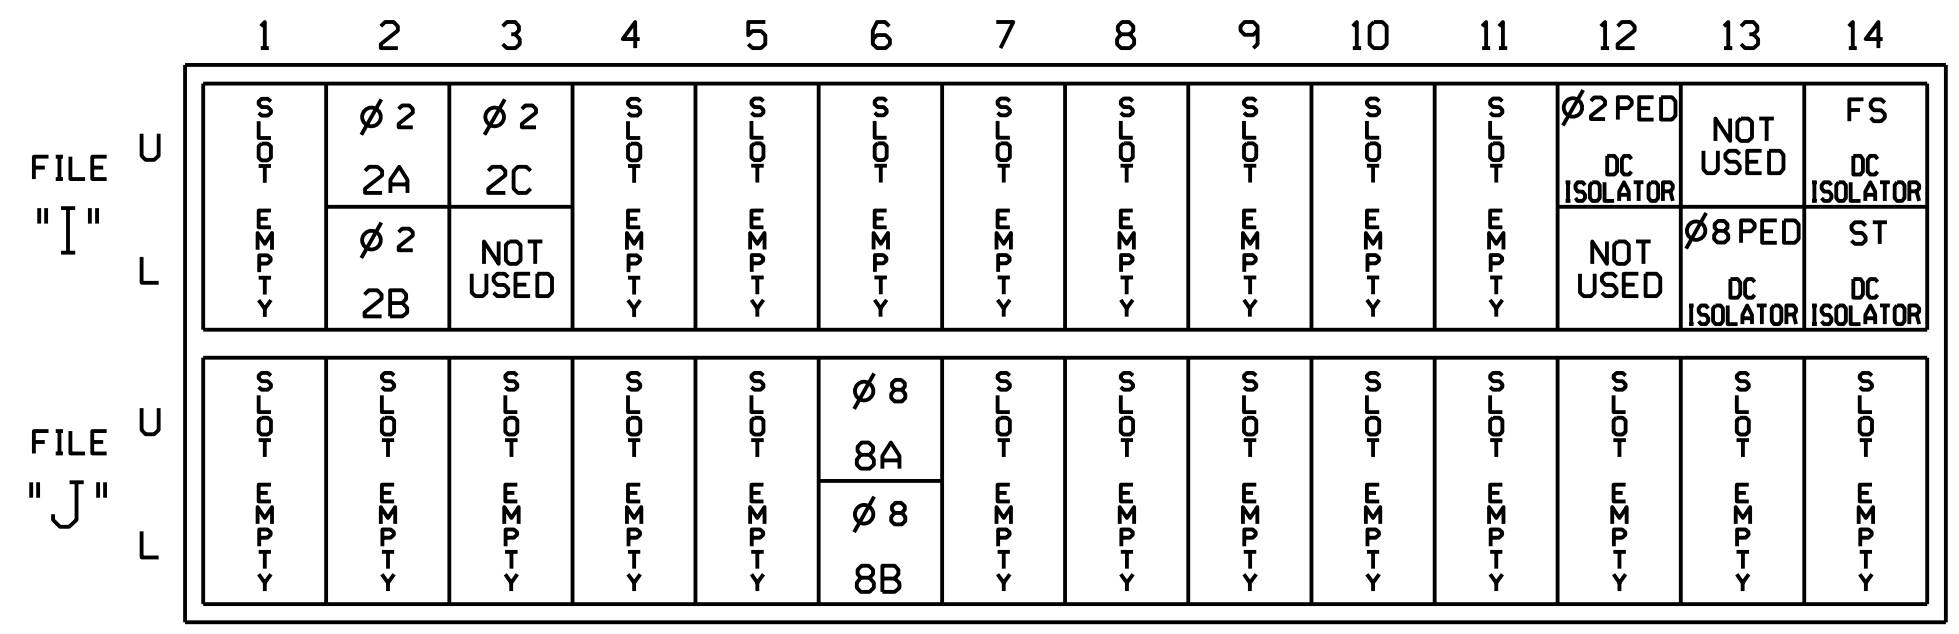 1 2 3 4 5 6 7 8 9 10 11 12 13 14
FILE
"I"
U
L
SLOT EMPTY
Ø 2
2A
Ø 2
2B
Ø 2
2C
NOT
USED
SLOT EMPTY
SLOT EMPTY
SLOT EMPTY
SLOT EMPTY
SLOT EMPTY
SLOT EMPTY
SLOT EMPTY
SLOT EMPTY
Ø2 PED
DC
ISOLATOR
NOT
USED
NOT
USED
Ø8 PED
DC
ISOLATOR
FS
DC
ISOLATOR
ST
DC
ISOLATOR
FILE
"J"
U
L
SLOT EMPTY
SLOT EMPTY
SLOT EMPTY
SLOT EMPTY
SLOT EMPTY
Ø 8
8A
Ø 8
8B
SLOT EMPTY
SLOT EMPTY
SLOT EMPTY
SLOT EMPTY
SLOT EMPTY
SLOT EMPTY
SLOT EMPTY
SLOT EMPTY